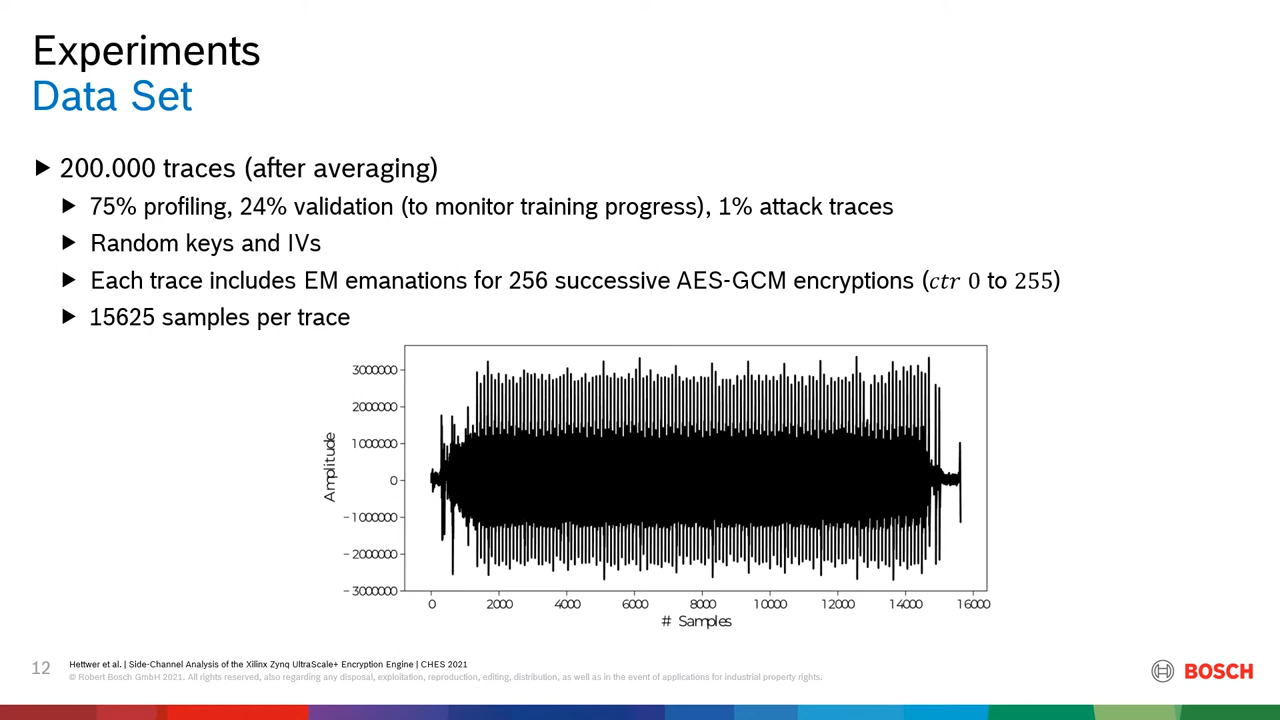 Experiments
Data Set
▶ 200.000 traces (after averaging)
▶ 75% profiling, 24% validation (to monitor training progress), 1% attack traces
▶ Random keys and IVs
▶ Each trace includes EM emanations for 256 successive AES-GCM encryptions (ctr 0 to 255)
▶ 15625 samples per trace
3000000
2000000
1000000
0
−1000000
−2000000
−3000000
Amplitude
0 2000 4000 6000 8000 10000 12000 14000 16000
# Samples
12
Hettwer et al. | Side-Channel Analysis of the Xilinx Zynq UltraScale+ Encryption Engine | CHES 2021
© Robert Bosch GmbH 2021. All rights reserved, also regarding any disposal, exploitation, reproduction, editing, distribution, as well as in the event of applications for industrial property rights.
BOSCH